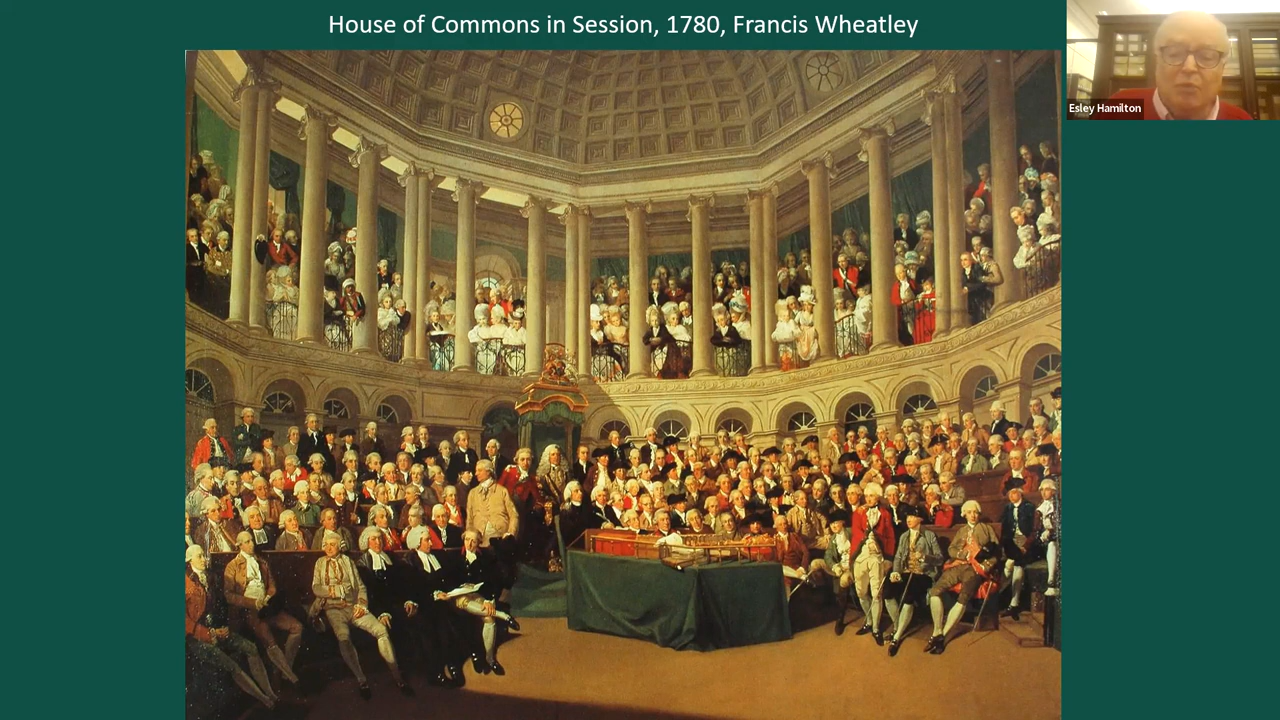 House of Commons in Session, 1780, Francis Wheatley
Esley Hamilton